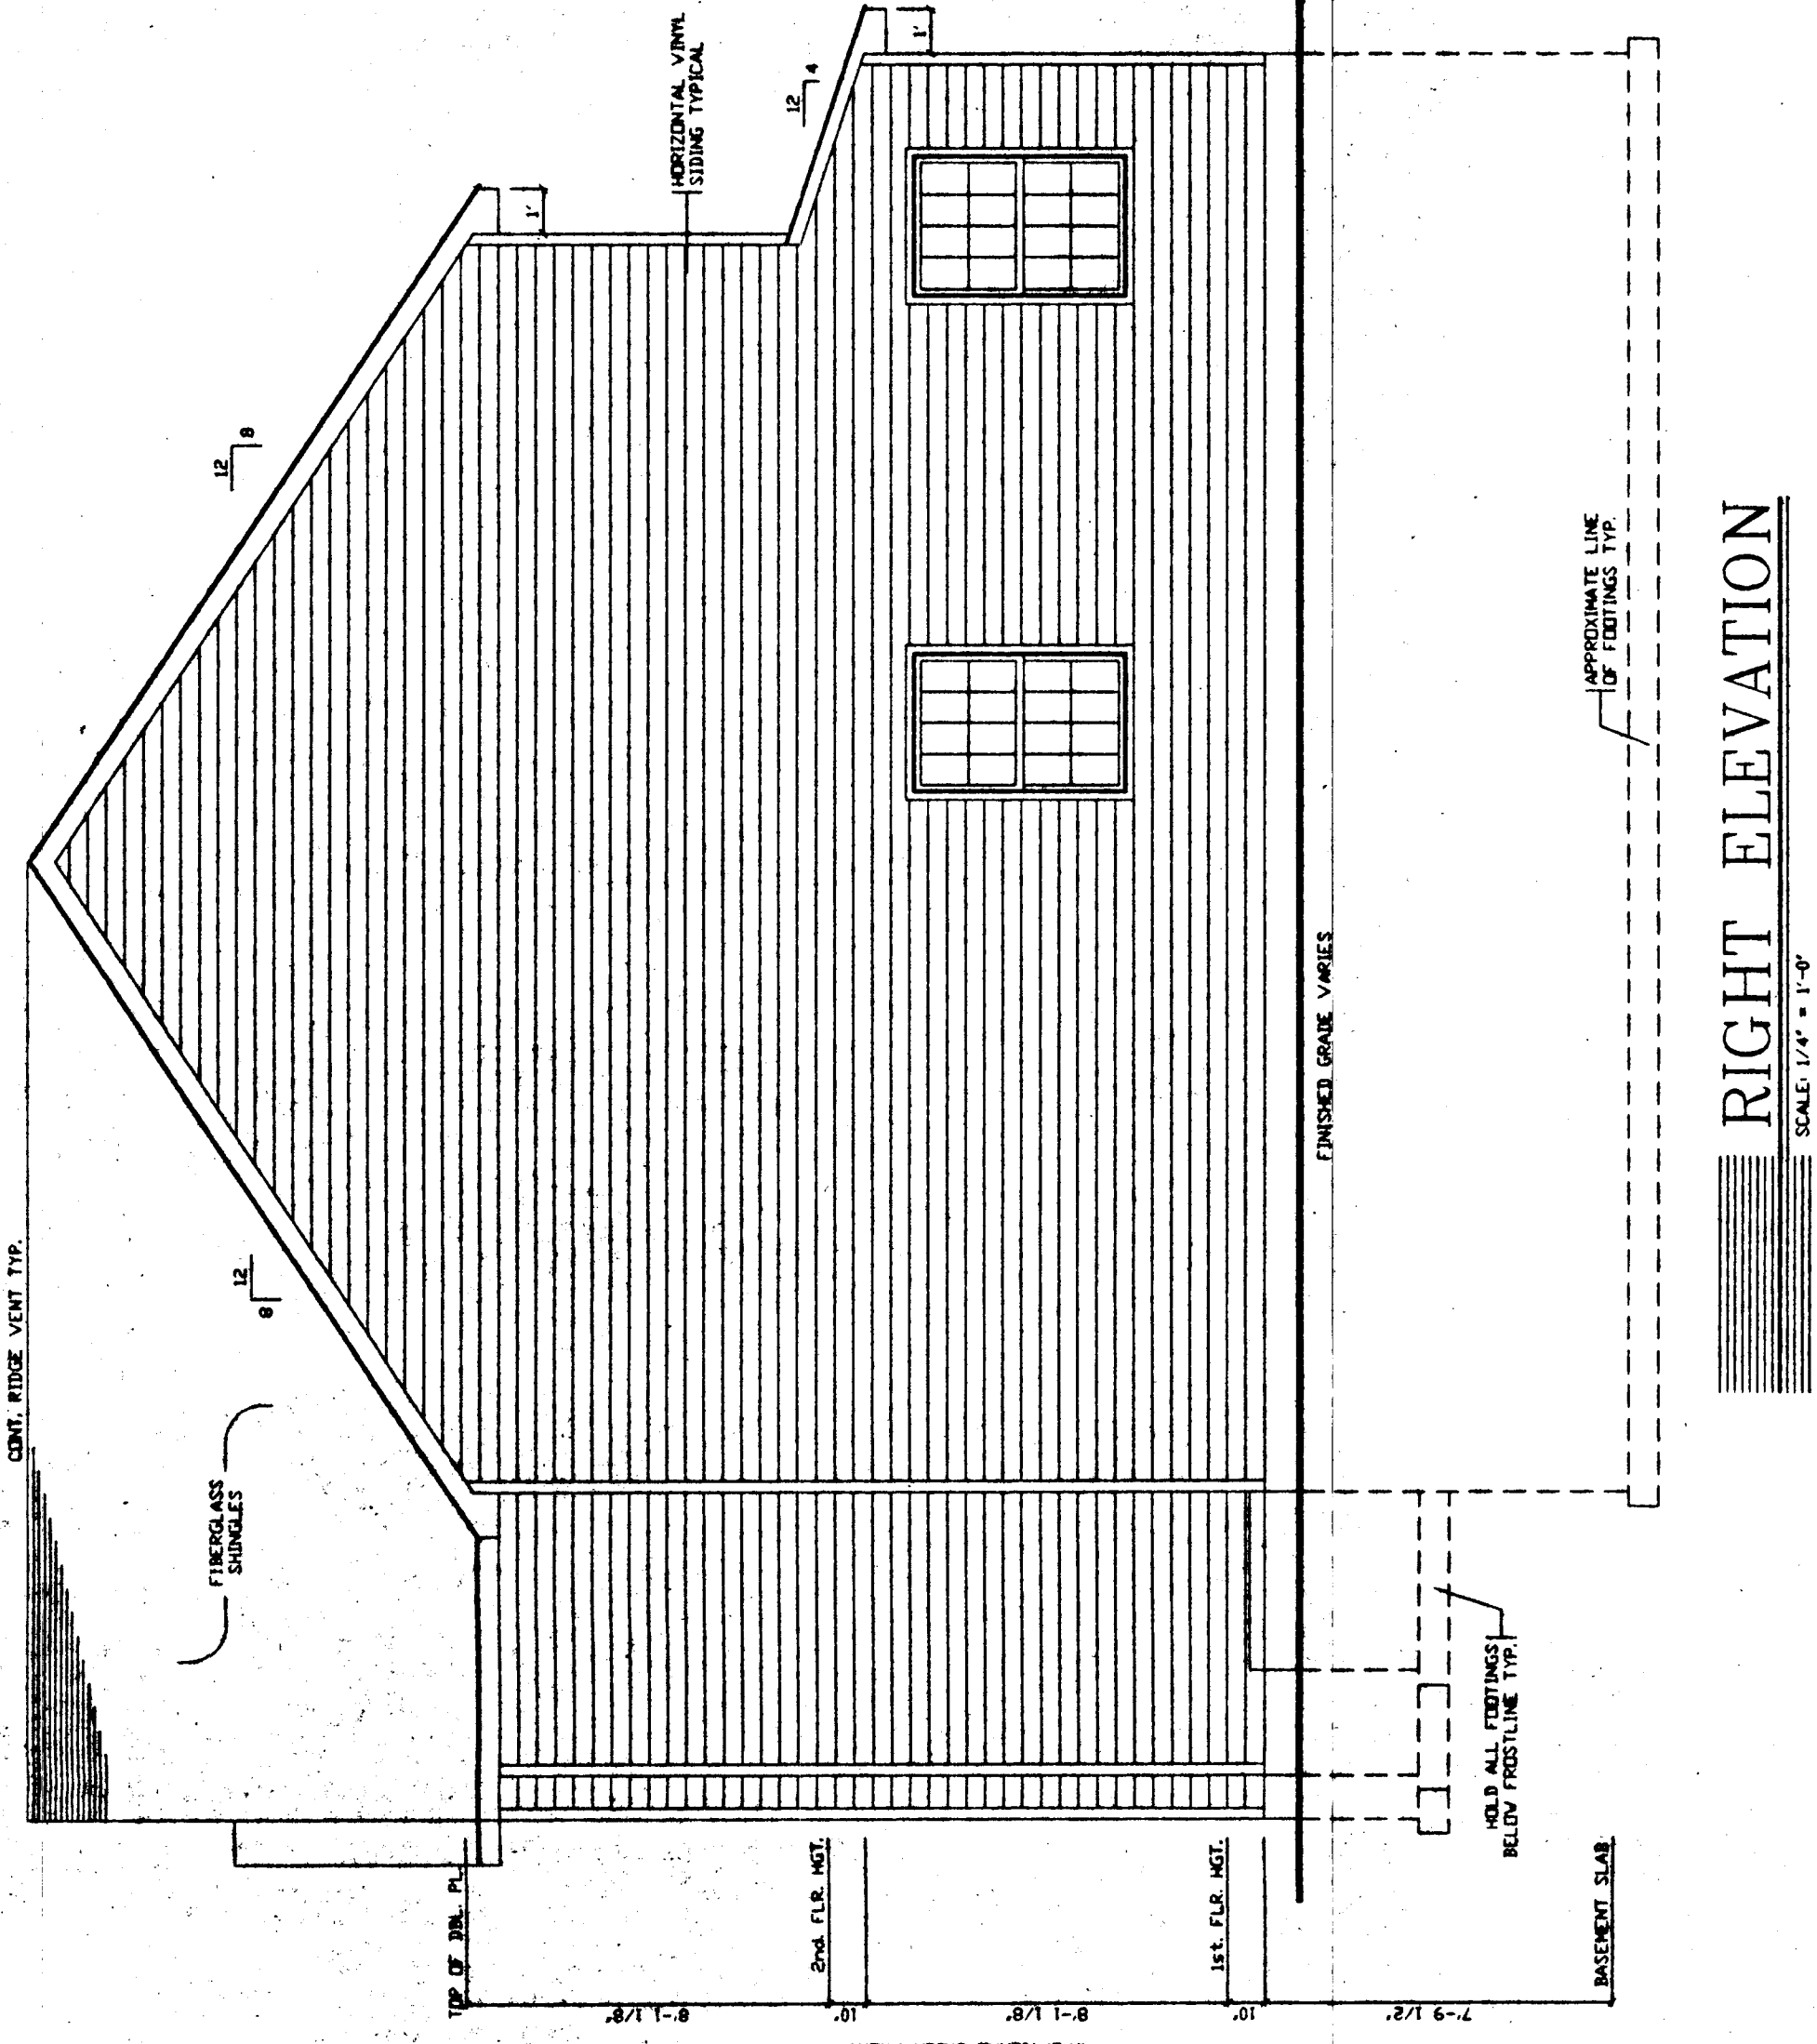 CONT. RIDGE VENT TYP.
FIBERGLASS
SHINGLES
12
8
12
8
1'
HORIZONTAL VINYL
SIDING TYPICAL
12
4
1'
TOP OF DBL. PL.
8'-1 1/8"
2nd. FLR. HGT.
10"
8'-1 1/8"
1st. FLR. HGT.
10"
7'-9 1/2"
BASEMENT SLAB
FINISHED GRADE VARIES
HOLD ALL FOOTINGS
BELOW FROSTLINE TYP.
APPROXIMATE LINE
OF FOOTINGS TYP.
RIGHT ELEVATION
SCALE: 1/4" = 1'-0"